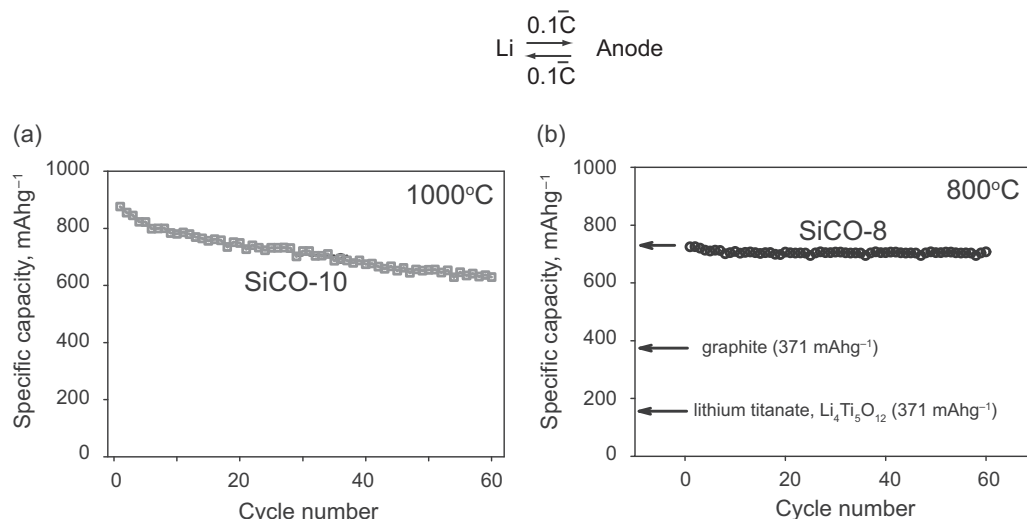 0.1C̅
Li ⇄ Anode
0.1C̅
(a)
1000°C
SiCO-10
Specific capacity, mAhg⁻¹
1000
800
600
400
200
0
0 20 40 60
Cycle number
(b)
800°C
SiCO-8
graphite (371 mAhg⁻¹)
lithium titanate, Li₄Ti₅O₁₂ (371 mAhg⁻¹)
Specific capacity, mAhg⁻¹
1000
800
600
400
200
0
0 20 40 60
Cycle number